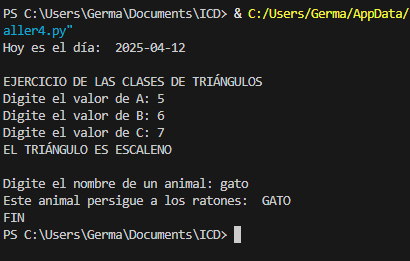 PS C:\Users\Germa\Documents\ICD> & C:/Users/Germa/AppData/
aller4.py"
Hoy es el día:  2025-04-12

EJERCICIO DE LAS CLASES DE TRIÁNGULOS
Digite el valor de A: 5
Digite el valor de B: 6
Digite el valor de C: 7
EL TRIÁNGULO ES ESCALENO

Digite el nombre de un animal: gato
Este animal persigue a los ratones:  GATO
FIN
PS C:\Users\Germa\Documents\ICD>